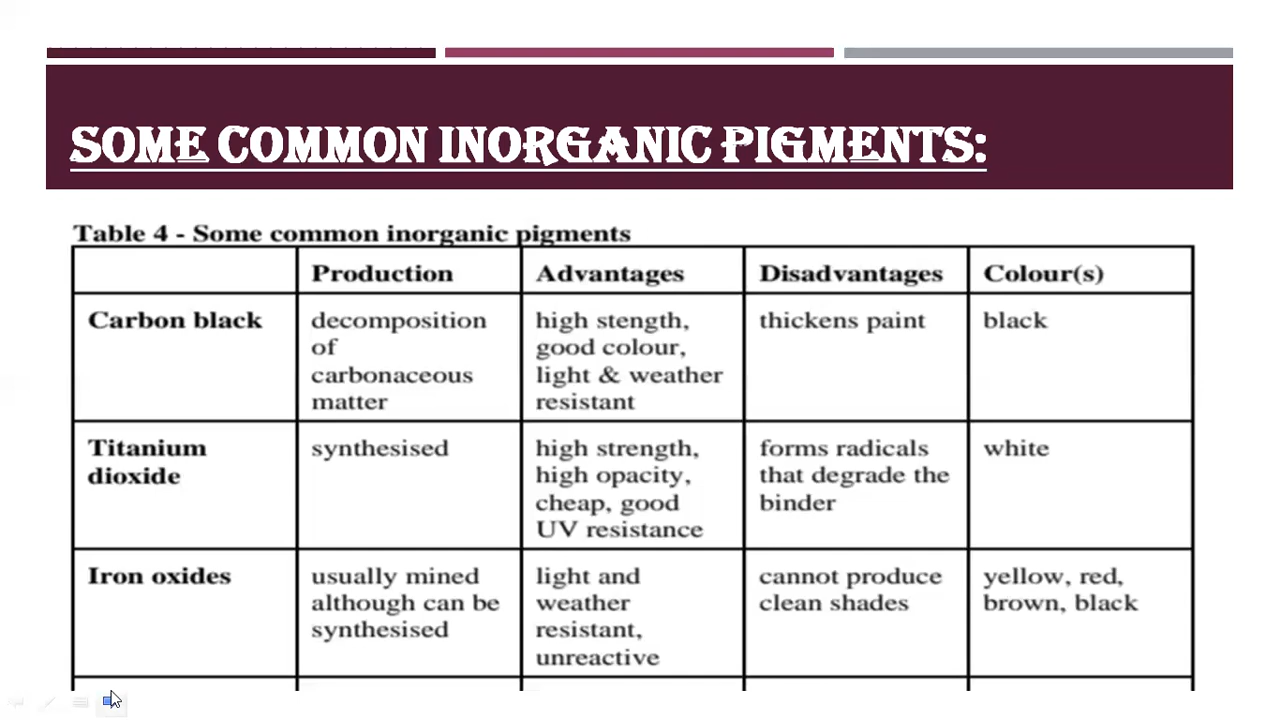 SOME COMMON INORGANIC PIGMENTS:
Table 4 - Some common inorganic pigments
Production Advantages Disadvantages Colour(s)
Carbon black decomposition high stength, thickens paint black
of good colour,
carbonaceous light & weather
matter resistant
Titanium synthesised high strength, forms radicals white
dioxide high opacity, that degrade the
cheap, good binder
UV resistance
Iron oxides usually mined light and cannot produce yellow, red,
although can be weather clean shades brown, black
synthesised resistant,
unreactive